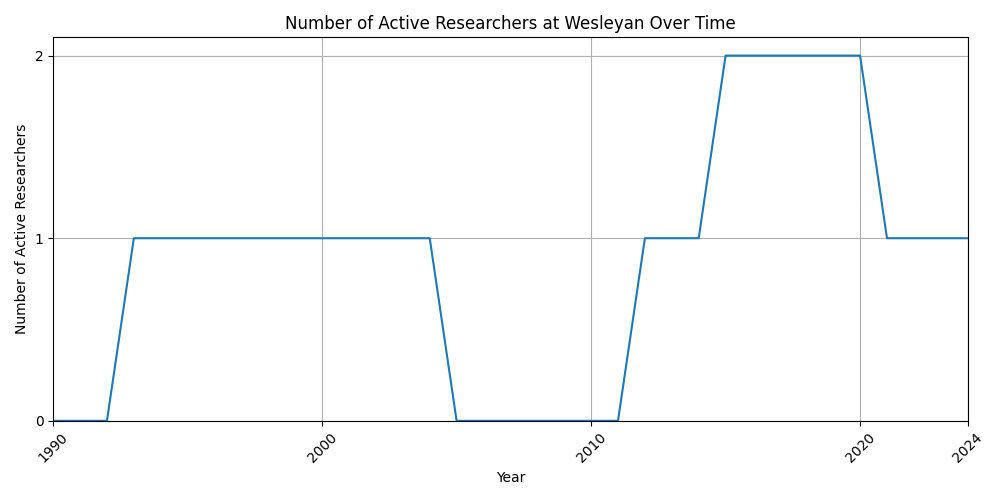 Number of Active Researchers at Wesleyan Over Time
Number of Active Researchers
2
1
0
1990
2000
2010
2020
2024
Year